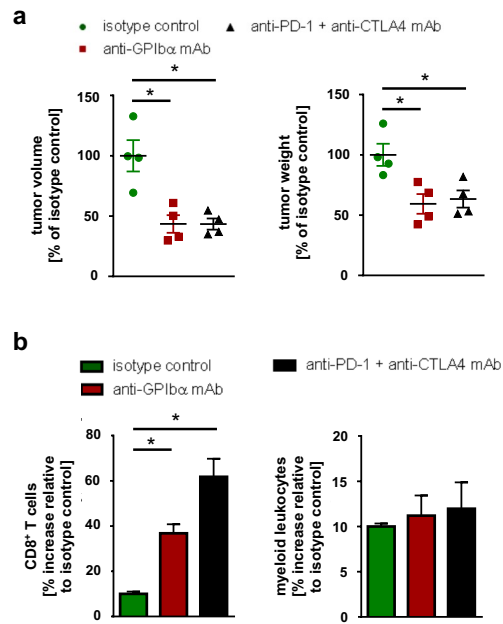 a
isotype control
anti-PD-1 + anti-CTLA4 mAb
anti-GPIbα mAb
tumor volume
[% of isotype control]
150
100
50
0
*
*
tumor weight
[% of isotype control]
150
100
50
0
*
*
b
isotype control
anti-PD-1 + anti-CTLA4 mAb
anti-GPIbα mAb
CD8⁺ T cells
[% increase relative
to isotype control]
80
60
40
20
0
*
*
myeloid leukocytes
[% increase relative
to isotype control]
20
15
10
5
0